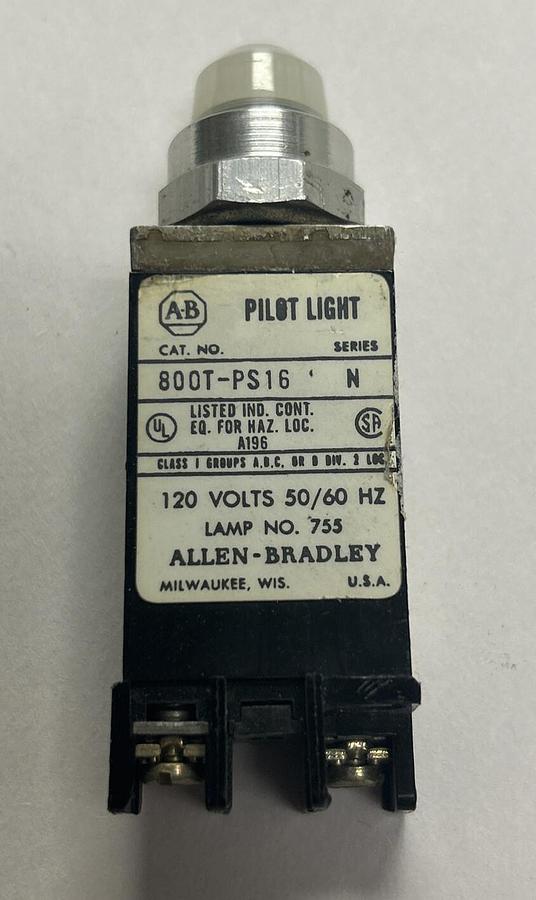 A-B PILOT LIGHT
CAT. NO. SERIES
800T-PS16 N
UL LISTED IND. CONT. SA
EQ. FOR HAZ. LOC.
A196
CLASS I GROUPS A,B,C, OR D DIV. 2 LOC
120 VOLTS 50/60 HZ
LAMP NO. 755
ALLEN-BRADLEY
MILWAUKEE, WIS. U.S.A.